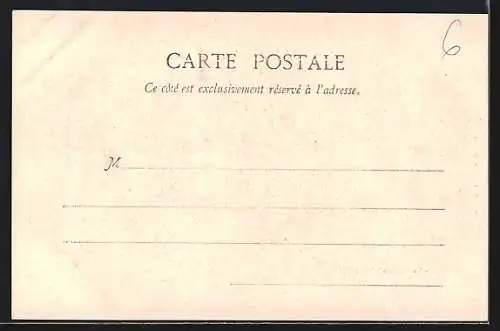 6
CARTE POSTALE
Ce côté est exclusivement réservé à l'adresse.
M